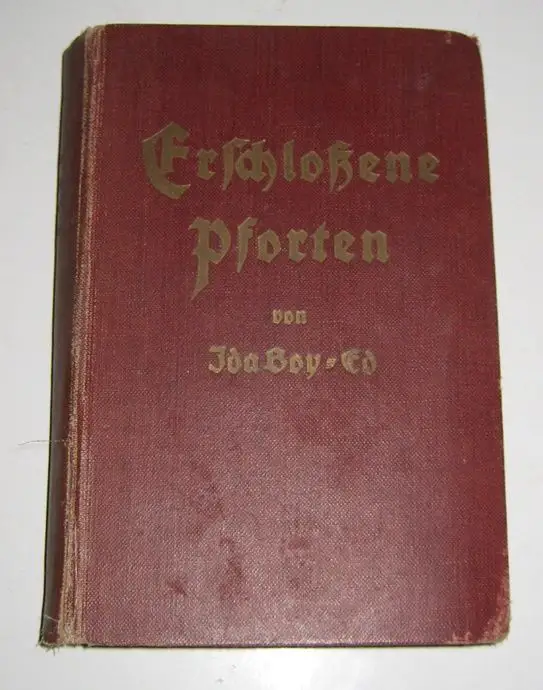 Erschloßene
Pforten
von
Ida Boy-Ed